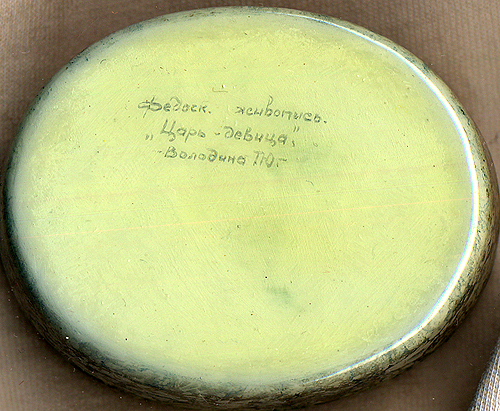 Федоск. живопись.
„Царь-девица"
Володина Т.Ю.